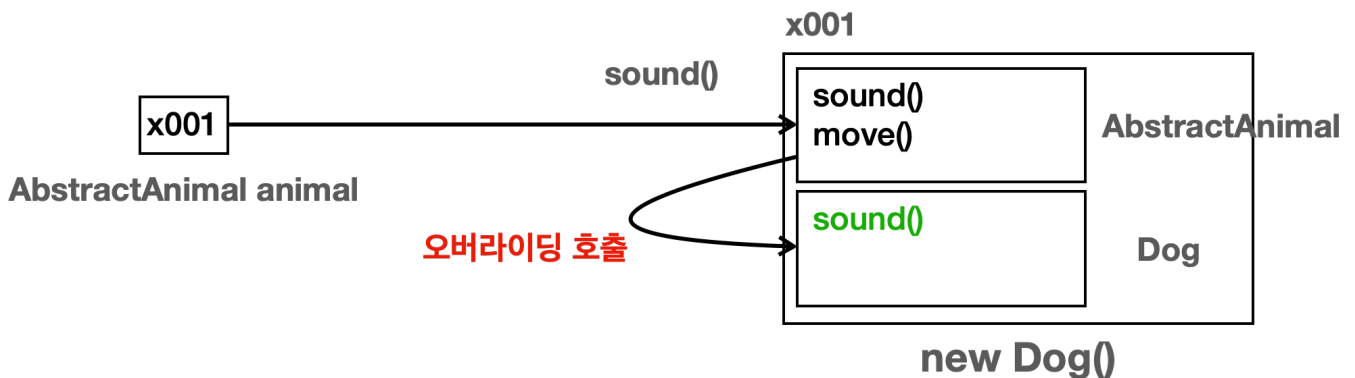 x001
sound()
x001
AbstractAnimal animal
sound()
move()
AbstractAnimal
오버라이딩 호출
sound()
Dog
new Dog()